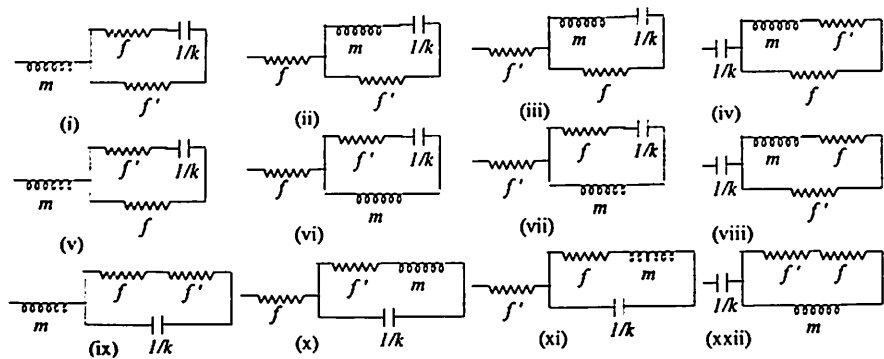 f 1/k
m
f '
(i)
m 1/k
f
f '
(ii)
m 1/k
f '
f
(iii)
m f '
1/k
f
(iv)
f ' 1/k
m
f
(v)
f ' 1/k
f
m
(vi)
f 1/k
f '
m
(vii)
m f
1/k
f '
(viii)
f f '
m
1/k
(ix)
f ' m
f
1/k
(x)
f m
f '
1/k
(xi)
f ' f
1/k
m
(xxii)